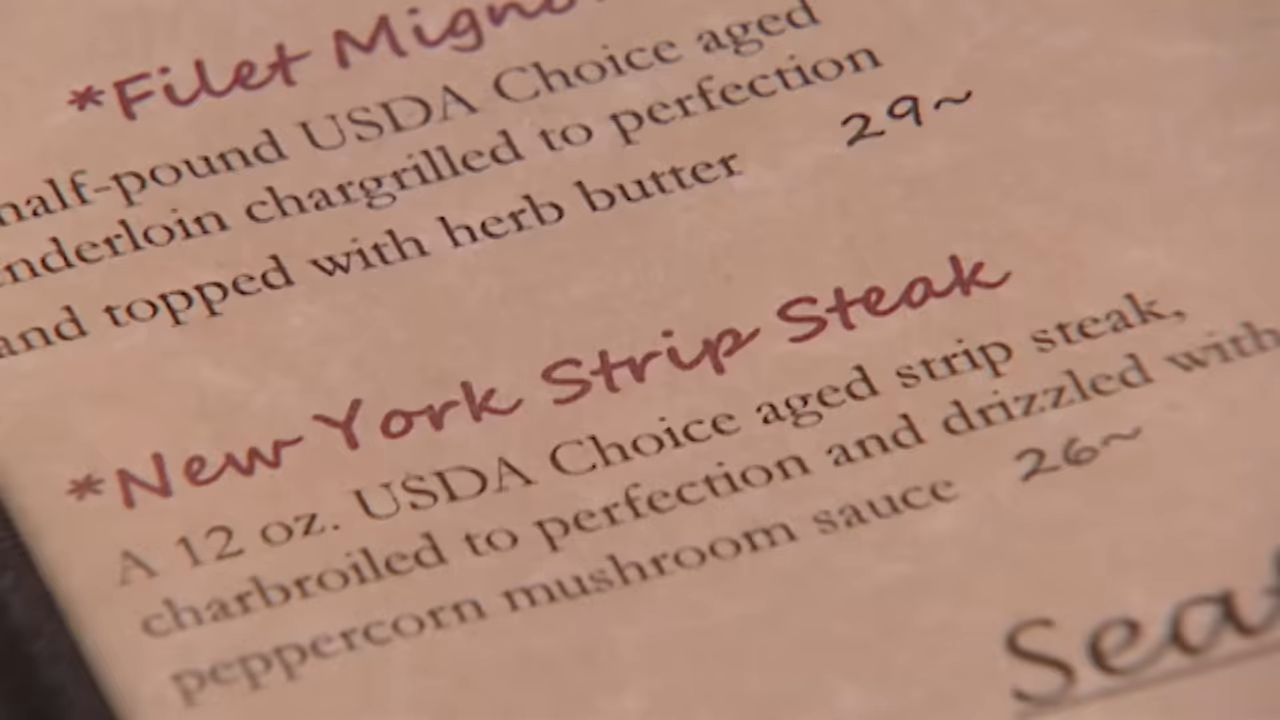 *Filet Migno
half-pound USDA Choice aged
nderloin chargrilled to perfection
and topped with herb butter 29~
*New York Strip Steak
A 12 oz. USDA Choice aged strip steak,
charbroiled to perfection and drizzled with
peppercorn mushroom sauce 26~
Sea